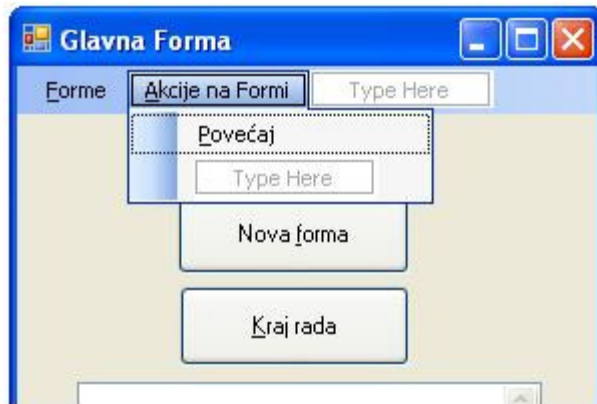 Glavna Forma
Forme Akcije na Formi Type Here
Povećaj
Type Here
Nova forma
Kraj rada